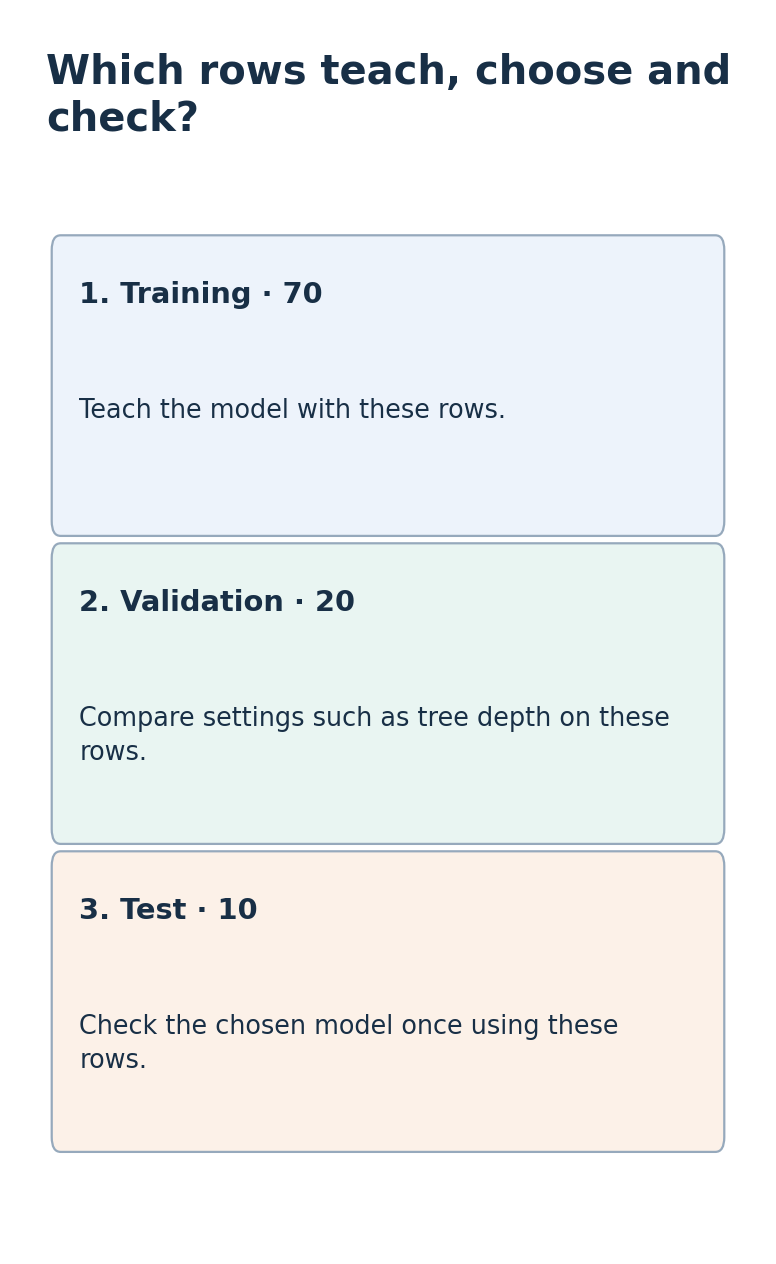 Which rows teach, choose and
check?
1. Training · 70
Teach the model with these rows.
2. Validation · 20
Compare settings such as tree depth on these
rows.
3. Test · 10
Check the chosen model once using these
rows.